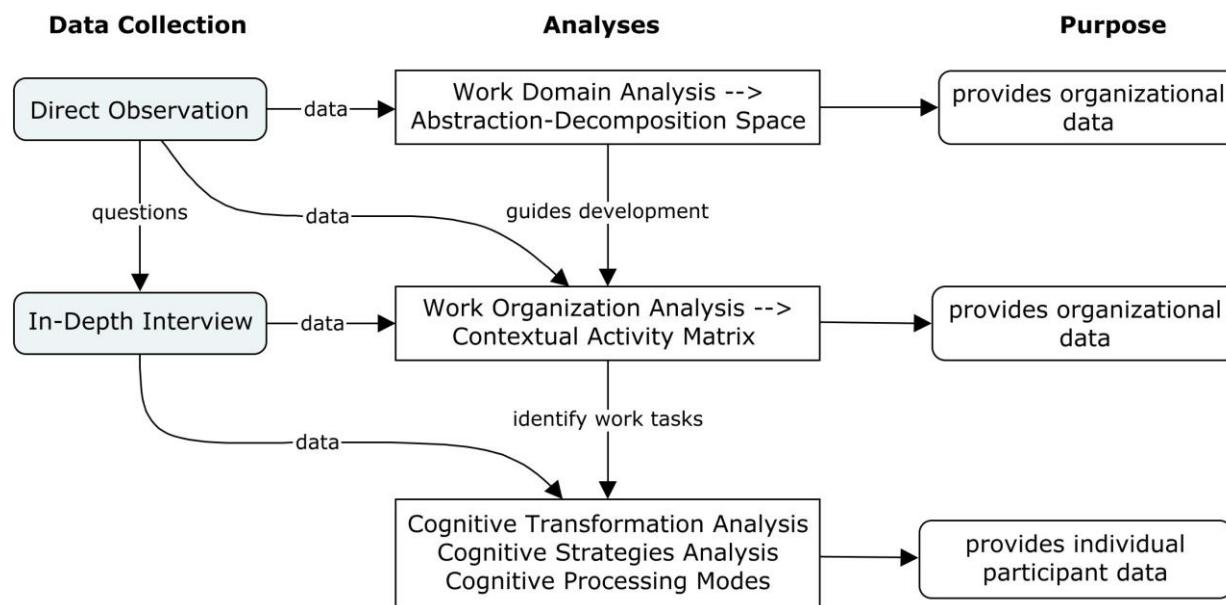 Data Collection
Analyses
Purpose
Direct Observation
data
Work Domain Analysis -->
Abstraction-Decomposition Space
provides organizational
data
questions
data
guides development
In-Depth Interview
data
Work Organization Analysis -->
Contextual Activity Matrix
provides organizational
data
identify work tasks
data
Cognitive Transformation Analysis
Cognitive Strategies Analysis
Cognitive Processing Modes
provides individual
participant data